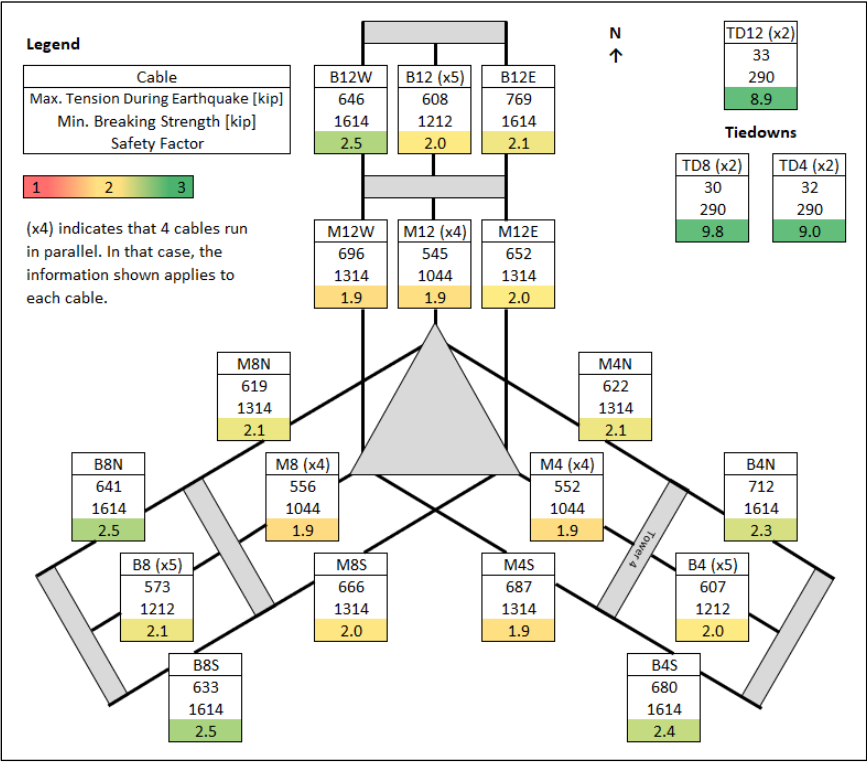 Legend
Cable
Max. Tension During Earthquake [kip]
Min. Breaking Strength [kip]
Safety Factor
1 2 3
(x4) indicates that 4 cables run
in parallel. In that case, the
information shown applies to
each cable.
N
↑
TD12 (x2)
33
290
8.9
Tiedowns
TD8 (x2)
30
290
9.8
TD4 (x2)
32
290
9.0
B12W
646
1614
2.5
B12 (x5)
608
1212
2.0
B12E
769
1614
2.1
M12W
696
1314
1.9
M12 (x4)
545
1044
1.9
M12E
652
1314
2.0
M8N
619
1314
2.1
M4N
622
1314
2.1
B8N
641
1614
2.5
M8 (x4)
556
1044
1.9
M4 (x4)
552
1044
1.9
B4N
712
1614
2.3
Tower 4
B8 (x5)
573
1212
2.1
M8S
666
1314
2.0
M4S
687
1314
1.9
B4 (x5)
607
1212
2.0
B8S
633
1614
2.5
B4S
680
1614
2.4